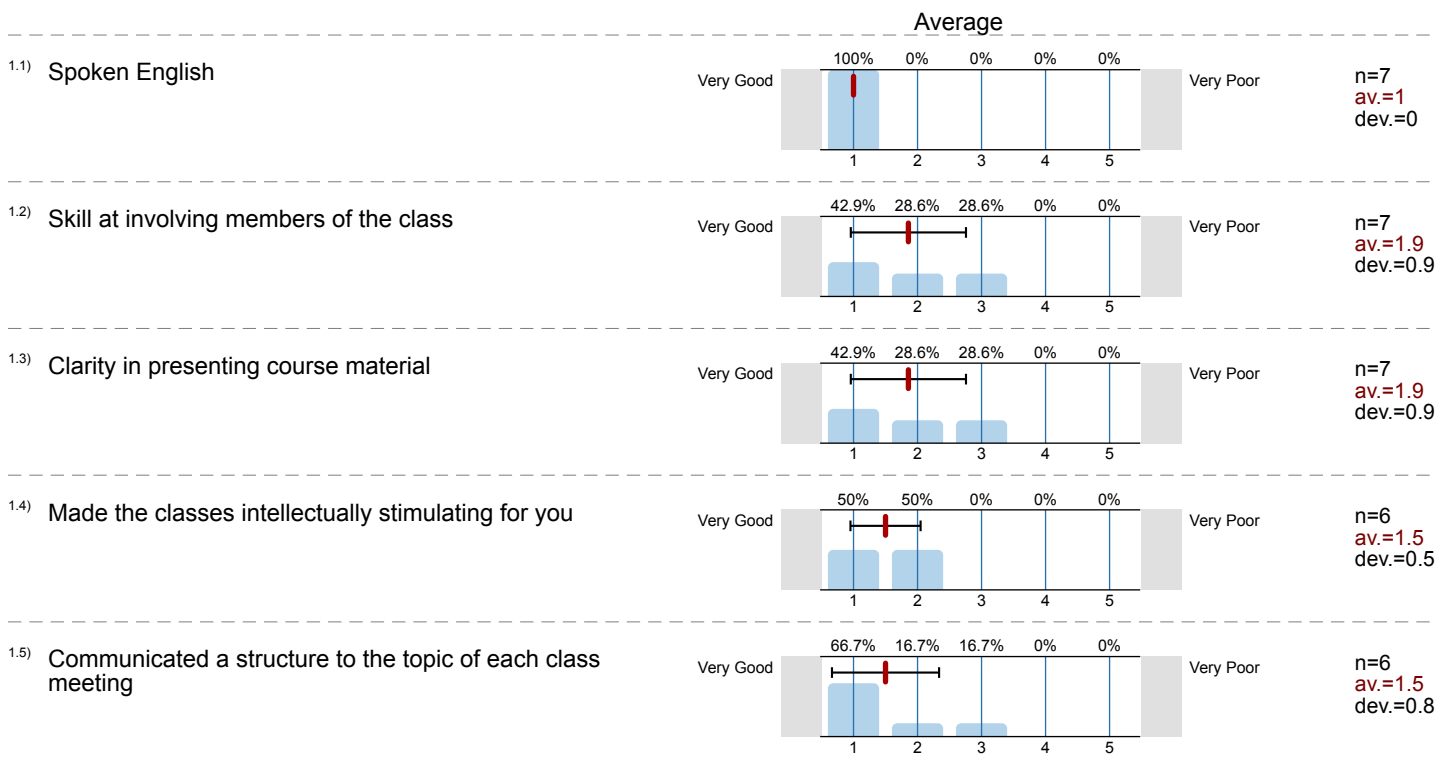 Average
1.1) Spoken English
100% 0% 0% 0% 0%
Very Good Very Poor
1 2 3 4 5
n=7
av.=1
dev.=0
1.2) Skill at involving members of the class
42.9% 28.6% 28.6% 0% 0%
Very Good Very Poor
1 2 3 4 5
n=7
av.=1.9
dev.=0.9
1.3) Clarity in presenting course material
42.9% 28.6% 28.6% 0% 0%
Very Good Very Poor
1 2 3 4 5
n=7
av.=1.9
dev.=0.9
1.4) Made the classes intellectually stimulating for you
50% 50% 0% 0% 0%
Very Good Very Poor
1 2 3 4 5
n=6
av.=1.5
dev.=0.5
1.5) Communicated a structure to the topic of each class
meeting
66.7% 16.7% 16.7% 0% 0%
Very Good Very Poor
1 2 3 4 5
n=6
av.=1.5
dev.=0.8